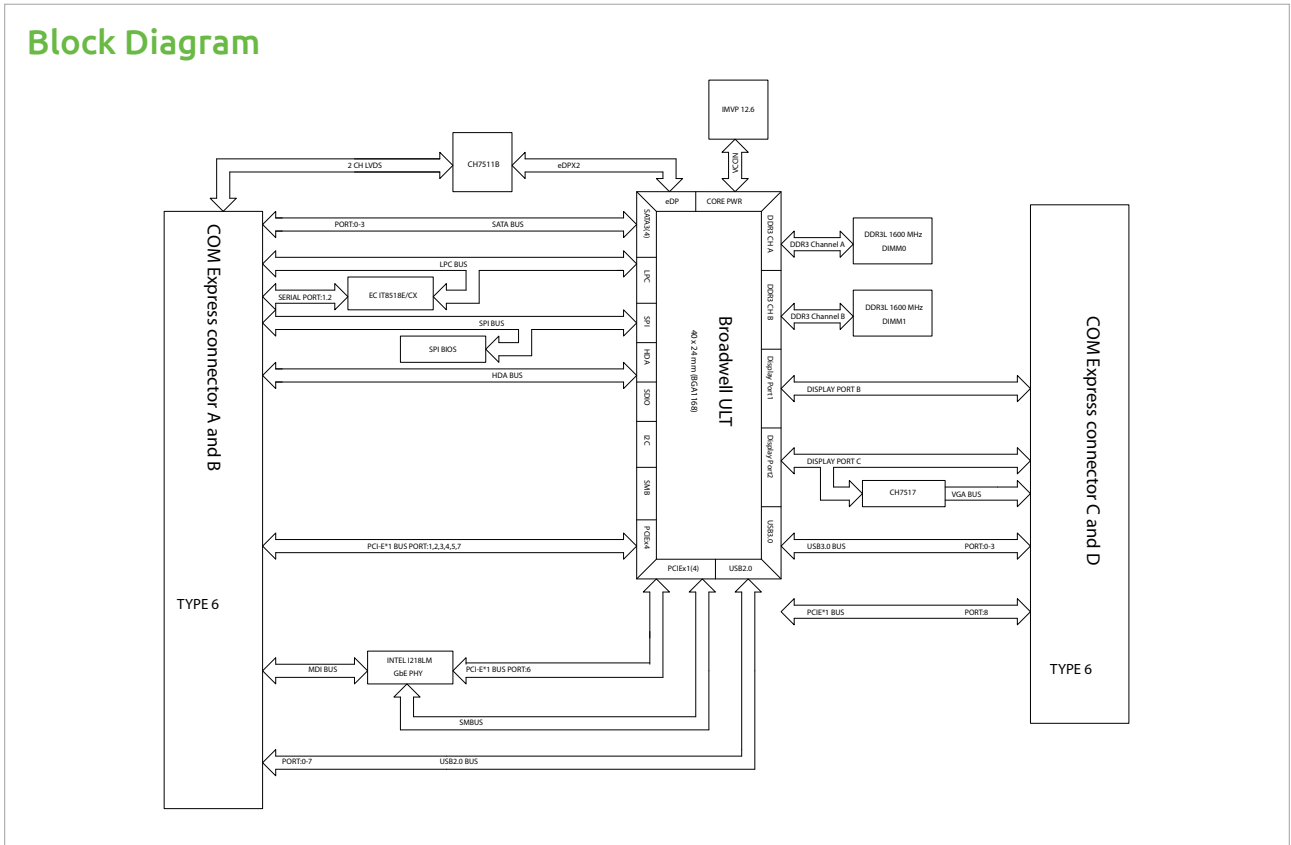 Block Diagram
IMVP 12.6
VCON
CH7511B
2 CH LVDS
eDPX2
eDP
CORE PWR
COM Express connector A and B
TYPE 6
PORT:0-3
SATA BUS
LPC BUS
SERIAL PORT:1.2
EC IT8518E/CX
SPI BUS
SPI BIOS
HDA BUS
PCI-E*1 BUS PORT:1,2,3,4,5,7
MDI BUS
INTEL I218LM
GbE PHY
PCI-E*1 BUS PORT:6
SMBUS
PORT:0-7
USB2.0 BUS
SATA3(4)
LPC
SPI
HDA
SDIO
I2C
SMB
PCIEx4
PCIEx1(4)
USB2.0
Broadwell ULT
40 x 24 mm (BGA1168)
DDR3 CH A
DDR3 CH B
Display Port1
Display Port2
USB3.0
DDR3 Channel A
DDR3L 1600 MHz
DIMM0
DDR3 Channel B
DDR3L 1600 MHz
DIMM1
DISPLAY PORT B
DISPLAY PORT C
CH7517
VGA BUS
USB3.0 BUS
PORT:0-3
PCIE*1 BUS
PORT:8
COM Express connector C and D
TYPE 6